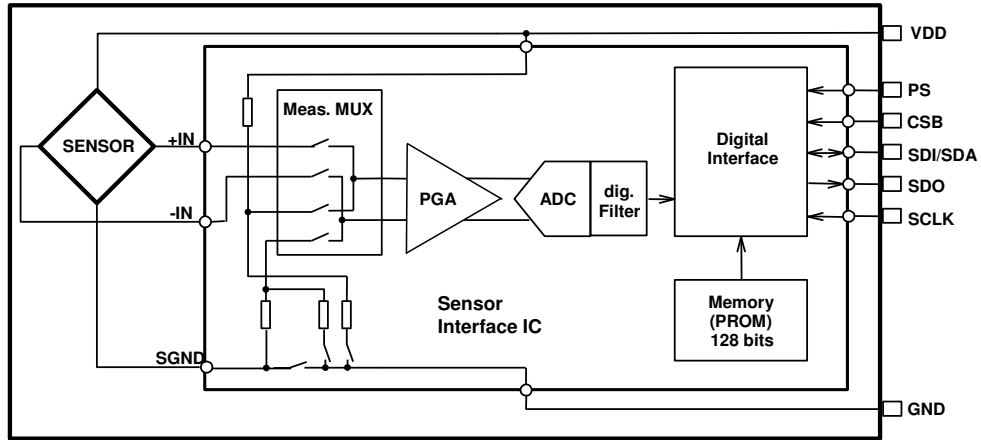 VDD
Meas. MUX
PS
+IN
SENSOR
Digital
Interface
CSB
SDI/SDA
PGA
ADC
dig.
Filter
SDO
-IN
SCLK
Sensor
Interface IC
Memory
(PROM)
128 bits
SGND
GND